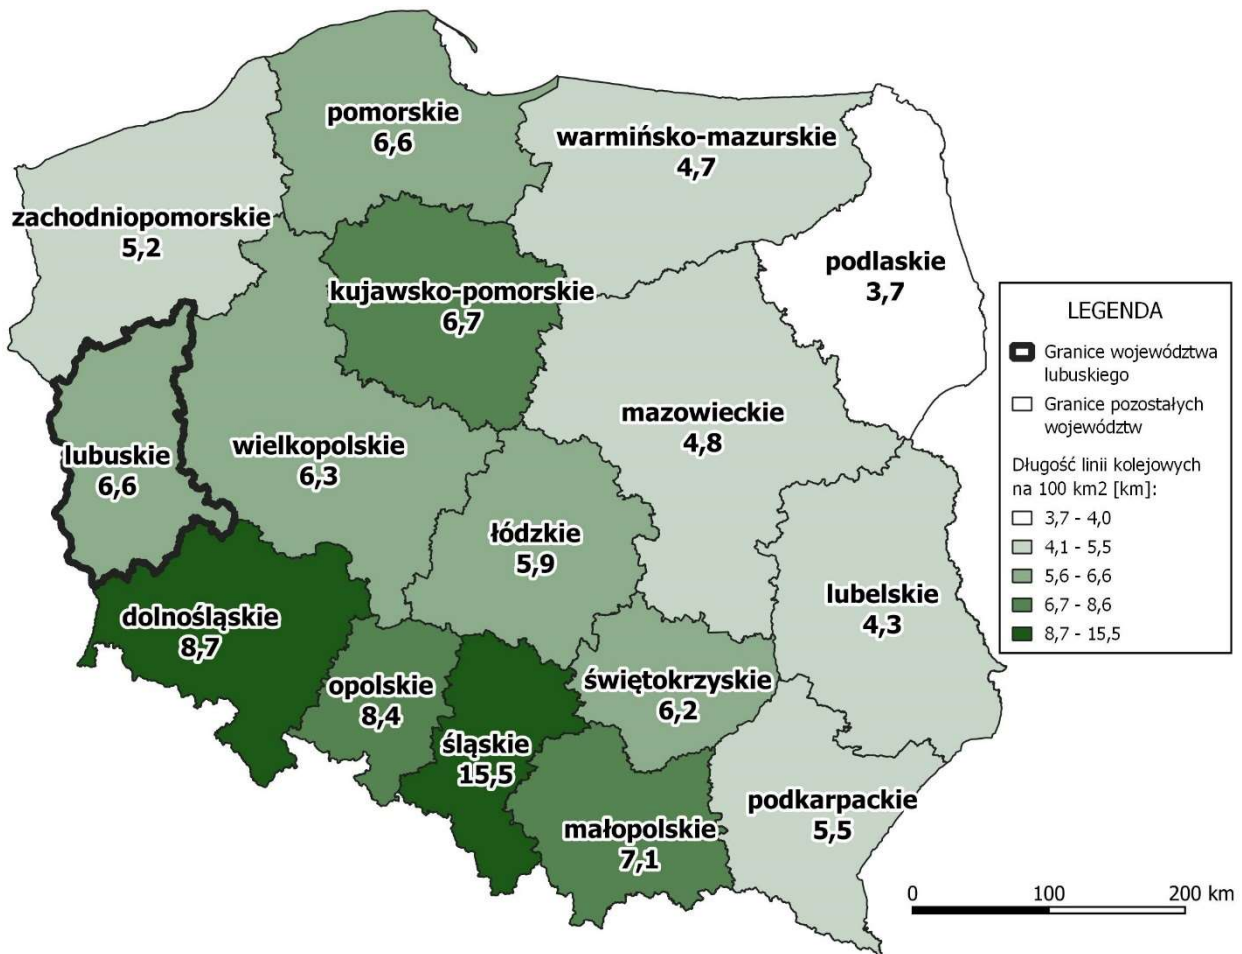 pomorskie
6,6
warmińsko-mazurskie
4,7
zachodniopomorskie
5,2
podlaskie
3,7
kujawsko-pomorskie
6,7
mazowieckie
4,8
wielkopolskie
6,3
lubuskie
6,6
łódzkie
5,9
lubelskie
4,3
dolnośląskie
8,7
opolskie
8,4
świętokrzyskie
6,2
śląskie
15,5
małopolskie
7,1
podkarpackie
5,5
LEGENDA
Granice województwa
lubuskiego
Granice pozostałych
województw
Długość linii kolejowych
na 100 km2 [km]:
3,7 - 4,0
4,1 - 5,5
5,6 - 6,6
6,7 - 8,6
8,7 - 15,5
0 100 200 km